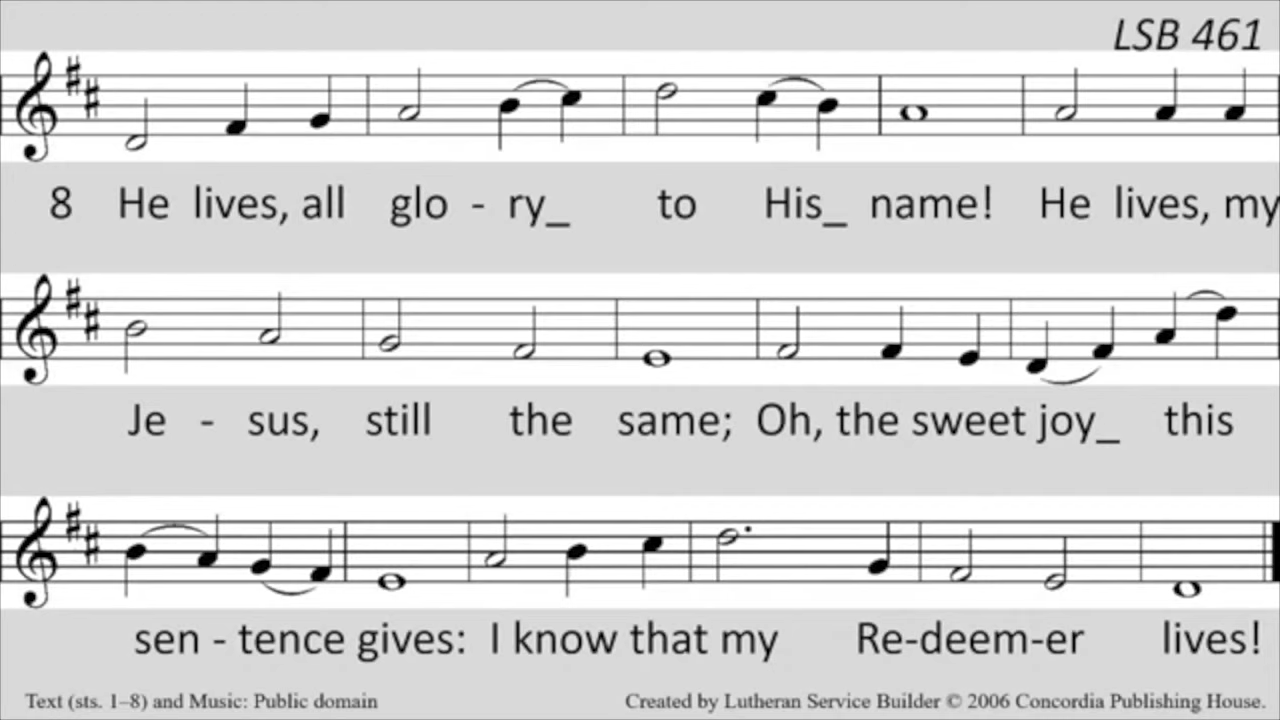 LSB 461
8 He lives, all glo - ry_ to His_ name! He lives, my
Je - sus, still the same; Oh, the sweet joy_ this
sen - tence gives: I know that my Re-deem-er lives!
Text (sts. 1–8) and Music: Public domain
Created by Lutheran Service Builder © 2006 Concordia Publishing House.